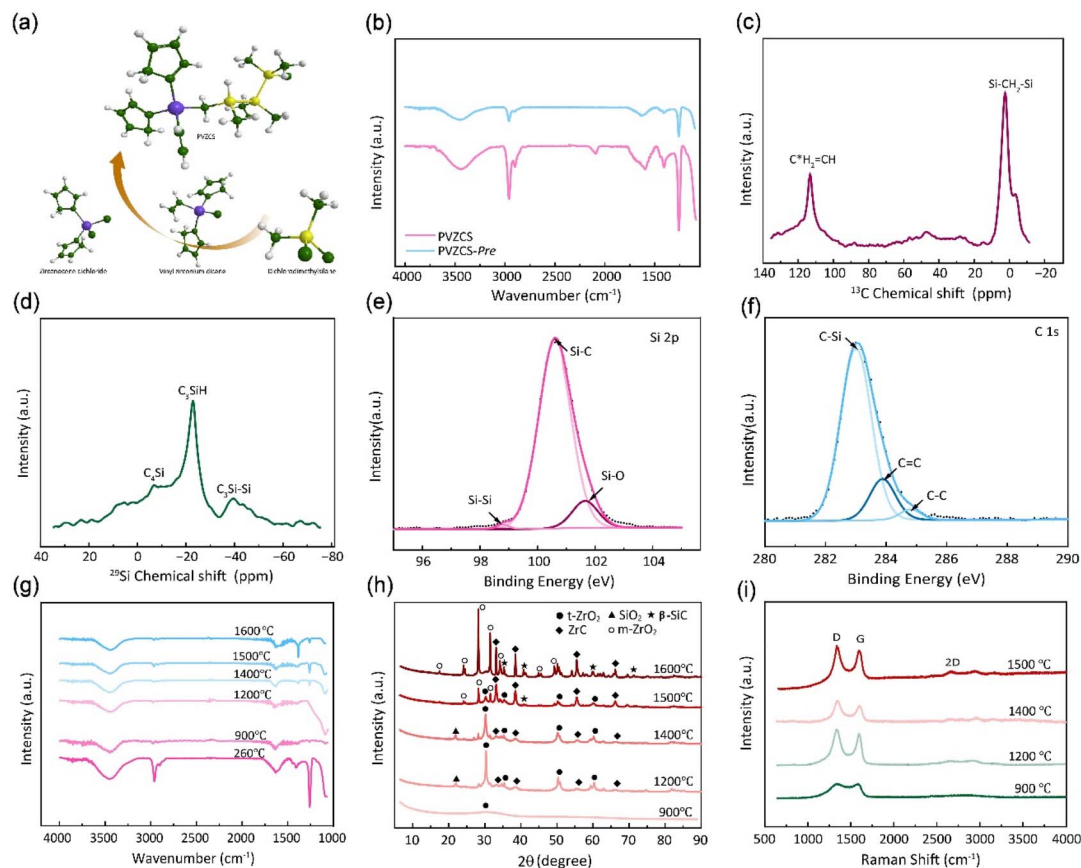 (a)
PVZCS
Zirconocene dichloride
Dichlorodimethylsilane
(b)
Intensity (a.u.)
PVZCS
PVZCS-Pre
4000 3500 3000 2500 2000 1500
Wavenumber (cm⁻¹)
(c)
Intensity (a.u.)
C*H₂=CH
Si-CH₂-Si
140 120 100 80 60 40 20 0 −20
¹³C Chemical shift (ppm)
(d)
Intensity (a.u.)
C₄Si
C₃SiH
C₃Si-Si
40 20 0 −20 −40 −60 −80
²⁹Si Chemical shift (ppm)
(e)
Intensity(a.u.)
Si 2p
Si-C
Si-Si
Si-O
96 98 100 102 104
Binding Energy (eV)
(f)
Intensity(a.u.)
C 1s
C-Si
C=C
C-C
280 282 284 286 288 290
Binding Energy (eV)
(g)
Intensity (a.u.)
1600℃
1500℃
1400℃
1200℃
900℃
260℃
4000 3500 3000 2500 2000 1500 1000
Wavenumber (cm⁻¹)
(h)
Intensity (a.u.)
● t-ZrO₂ ▲ SiO₂ ★ β-SiC
◆ ZrC ○ m-ZrO₂
1600℃
1500℃
1400℃
1200℃
900℃
10 20 30 40 50 60 70 80 90
2θ (degree)
(i)
Intensity (a.u.)
D
G
2D
1500 ℃
1400 ℃
1200 ℃
900 ℃
1000 1500 2000 2500 3000 3500 4000
Raman Shift (cm⁻¹)